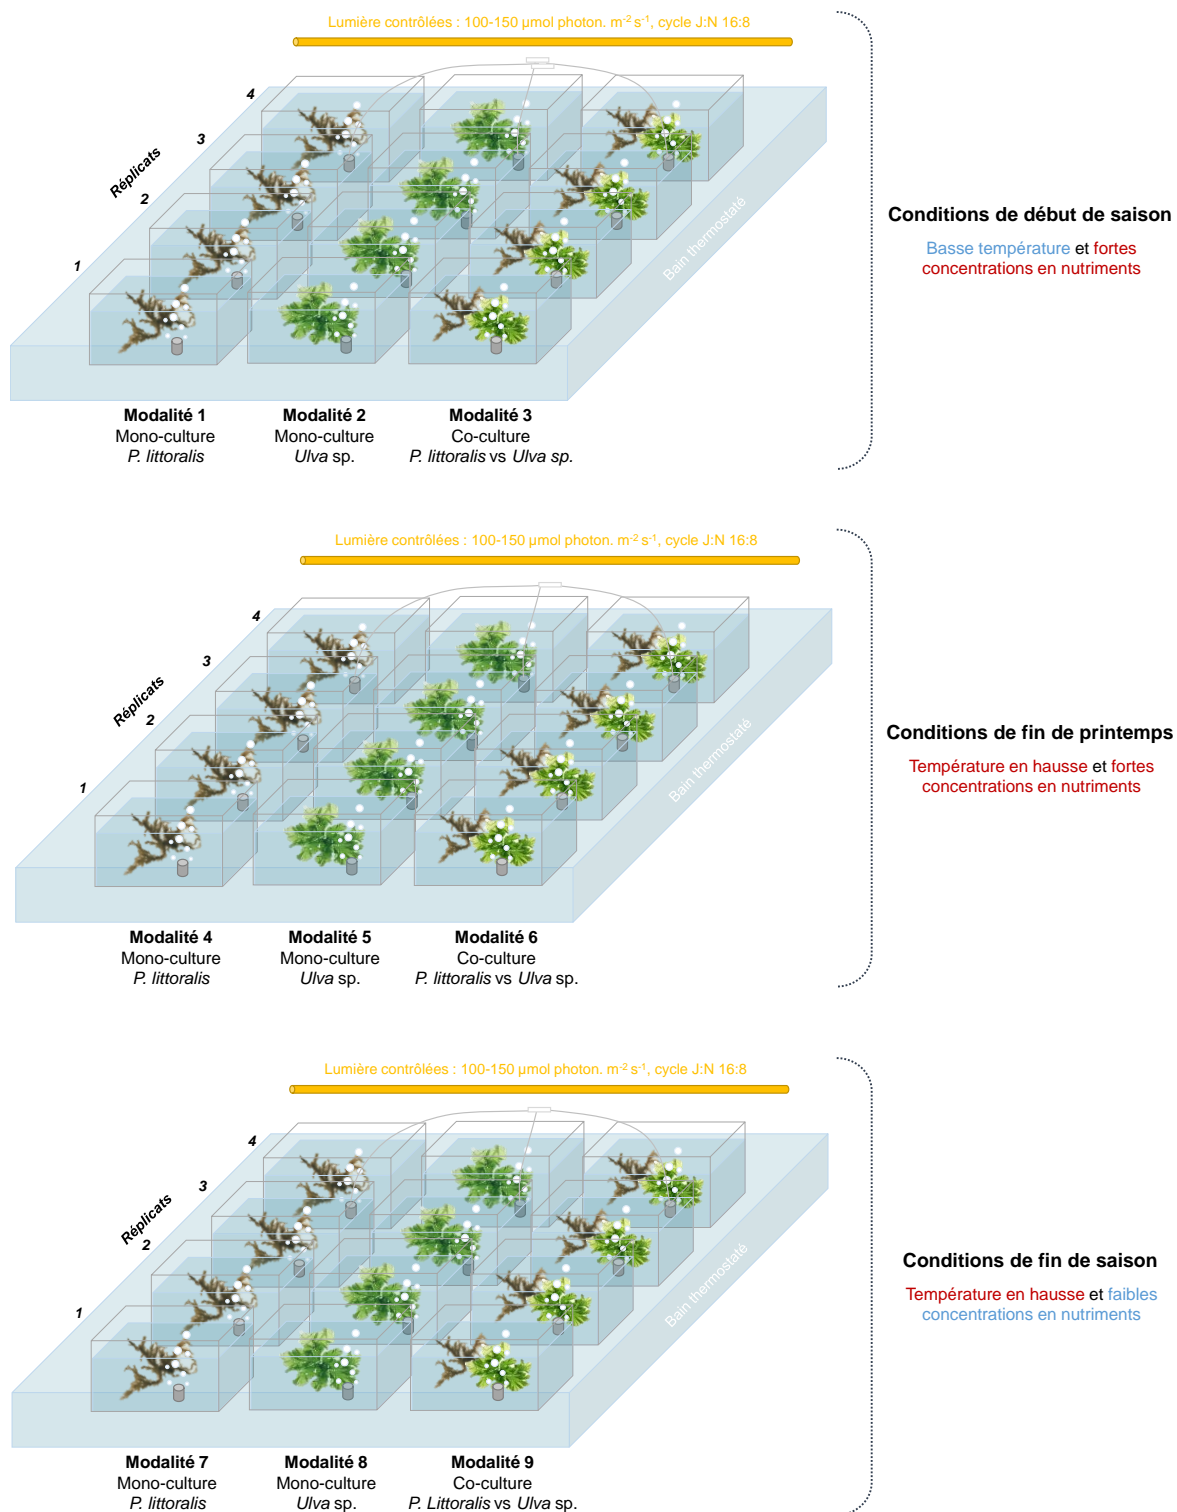 Lumière contrôlées : 100-150 µmol photon. m-2 s-1, cycle J:N 16:8
4
3
Réplicats
2
1
Bain thermostaté
Conditions de début de saison
Basse température et fortes
concentrations en nutriments
Modalité 1
Mono-culture
P. littoralis
Modalité 2
Mono-culture
Ulva sp.
Modalité 3
Co-culture
P. littoralis vs Ulva sp.
Lumière contrôlées : 100-150 µmol photon. m-2 s-1, cycle J:N 16:8
4
3
Réplicats
2
1
Bain thermostaté
Conditions de fin de printemps
Température en hausse et fortes
concentrations en nutriments
Modalité 4
Mono-culture
P. littoralis
Modalité 5
Mono-culture
Ulva sp.
Modalité 6
Co-culture
P. littoralis vs Ulva sp.
Lumière contrôlées : 100-150 µmol photon. m-2 s-1, cycle J:N 16:8
4
3
Réplicats
2
1
Bain thermostaté
Conditions de fin de saison
Température en hausse et faibles
concentrations en nutriments
Modalité 7
Mono-culture
P. littoralis
Modalité 8
Mono-culture
Ulva sp.
Modalité 9
Co-culture
P. Littoralis vs Ulva sp.